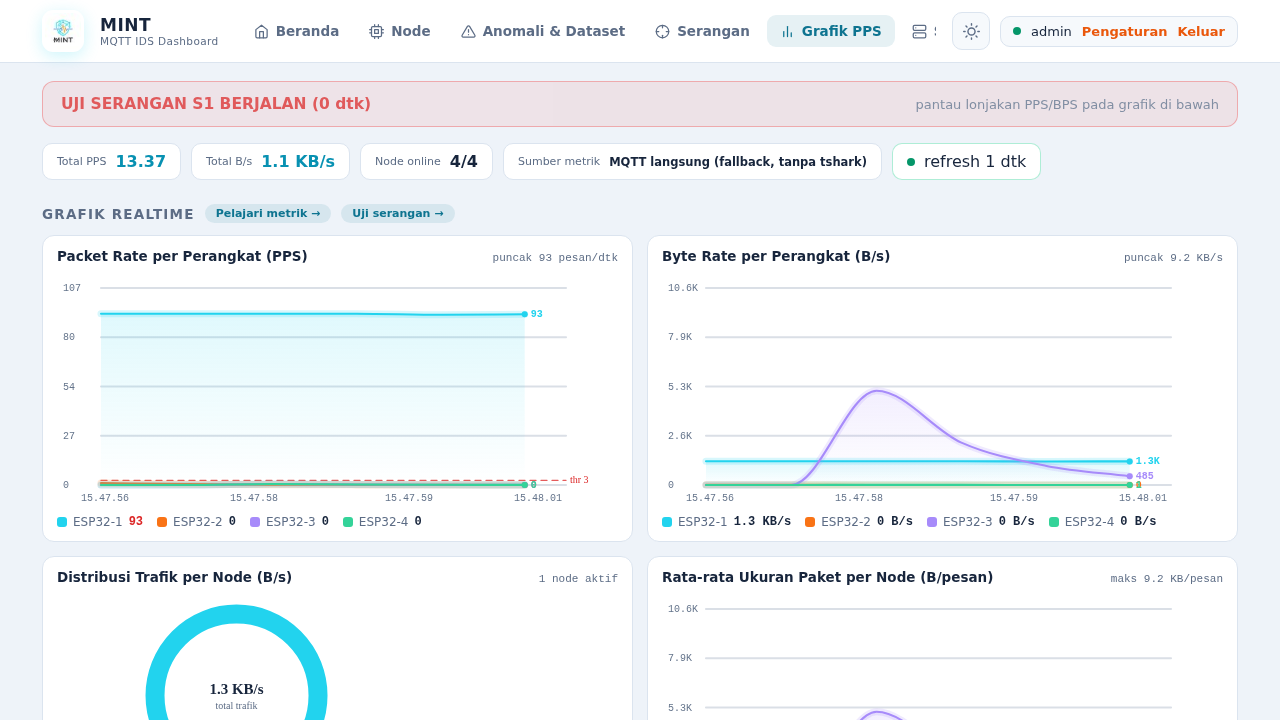 MINT
MQTT IDS Dashboard
MINT
Beranda
Node
Anomali & Dataset
Serangan
Grafik PPS
admin Pengaturan Keluar
UJI SERANGAN S1 BERJALAN (0 dtk)
pantau lonjakan PPS/BPS pada grafik di bawah
Total PPS 13.37
Total B/s 1.1 KB/s
Node online 4/4
Sumber metrik MQTT langsung (fallback, tanpa tshark)
refresh 1 dtk
GRAFIK REALTIME Pelajari metrik → Uji serangan →
Packet Rate per Perangkat (PPS)
puncak 93 pesan/dtk
107
80
54
27
0
93
thr 3
0
15.47.56 15.47.58 15.47.59 15.48.01
ESP32-1 93 ESP32-2 0 ESP32-3 0 ESP32-4 0
Byte Rate per Perangkat (B/s)
puncak 9.2 KB/s
10.6K
7.9K
5.3K
2.6K
0
1.3K
485
15.47.56 15.47.58 15.47.59 15.48.01
ESP32-1 1.3 KB/s ESP32-2 0 B/s ESP32-3 0 B/s ESP32-4 0 B/s
Distribusi Trafik per Node (B/s)
1 node aktif
1.3 KB/s
total trafik
Rata-rata Ukuran Paket per Node (B/pesan)
maks 9.2 KB/pesan
10.6K
7.9K
5.3K